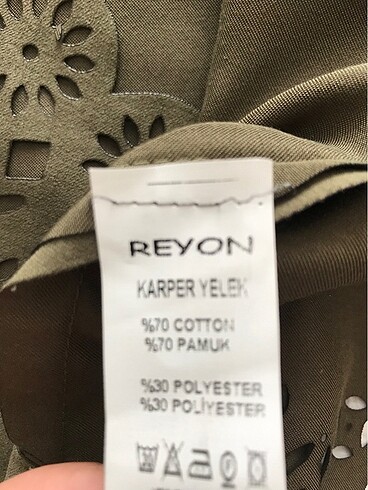 REYON
KARPER YELEK
%70 COTTON
%70 PAMUK
%30 POLYESTER
%30 POLİYESTER